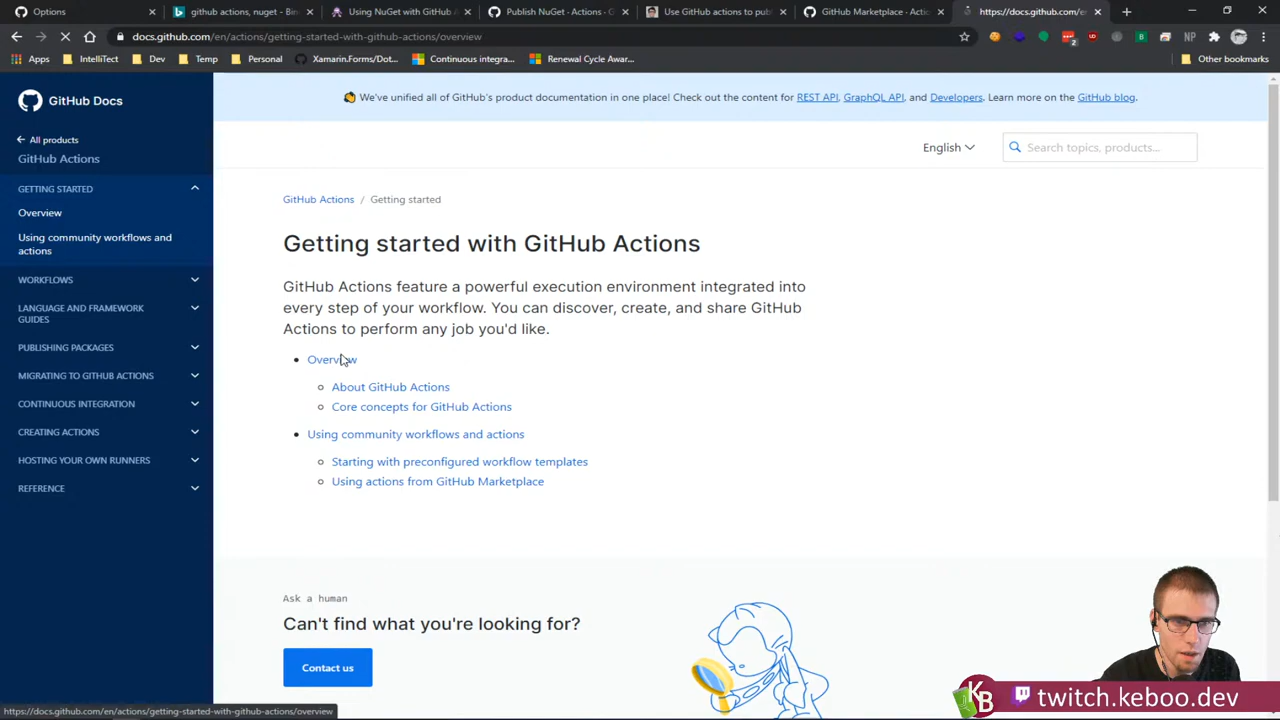 Options
github actions, nuget - Bin
Using NuGet with GitHub A
Publish NuGet - Actions
Use GitHub actions to pub
GitHub Marketplace - Actio
https://docs.github.com/en
docs.github.com/en/actions/getting-started-with-github-actions/overview
Apps
IntelliTect
Dev
Temp
Personal
Xamarin.Forms/Dot...
Continuous integra...
Renewal Cycle Awar...
Other bookmarks
GitHub Docs
All products
GitHub Actions
GETTING STARTED
Overview
Using community workflows and
actions
WORKFLOWS
LANGUAGE AND FRAMEWORK
GUIDES
PUBLISHING PACKAGES
MIGRATING TO GITHUB ACTIONS
CONTINUOUS INTEGRATION
CREATING ACTIONS
HOSTING YOUR OWN RUNNERS
REFERENCE
We've unified all of GitHub's product documentation in one place! Check out the content for REST API, GraphQL API, and Developers. Learn more on the GitHub blog.
English
Search topics, products...
GitHub Actions / Getting started
Getting started with GitHub Actions
GitHub Actions feature a powerful execution environment integrated into
every step of your workflow. You can discover, create, and share GitHub
Actions to perform any job you'd like.
Overview
About GitHub Actions
Core concepts for GitHub Actions
Using community workflows and actions
Starting with preconfigured workflow templates
Using actions from GitHub Marketplace
Ask a human
Can't find what you're looking for?
Contact us
https://docs.github.com/en/actions/getting-started-with-github-actions/overview
KB
twitch.keboo.dev